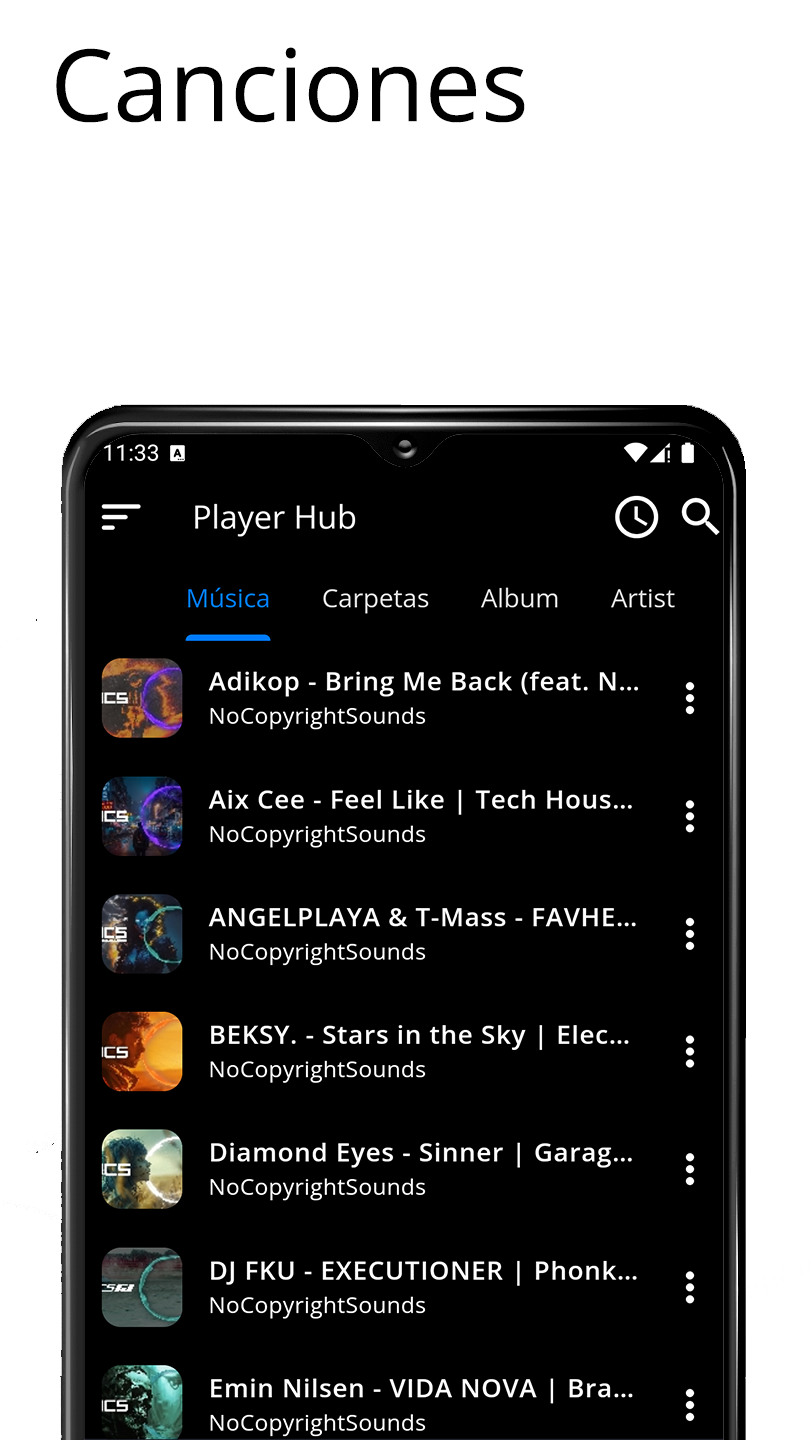 Canciones
11:33 A
Player Hub
Música Carpetas Album Artist
Adikop - Bring Me Back (feat. N...
NoCopyrightSounds
Aix Cee - Feel Like | Tech Hous...
NoCopyrightSounds
ANGELPLAYA & T-Mass - FAVHE...
NoCopyrightSounds
BEKSY. - Stars in the Sky | Elec...
NoCopyrightSounds
Diamond Eyes - Sinner | Garag...
NoCopyrightSounds
DJ FKU - EXECUTIONER | Phonk...
NoCopyrightSounds
Emin Nilsen - VIDA NOVA | Bra...
NoCopyrightSounds